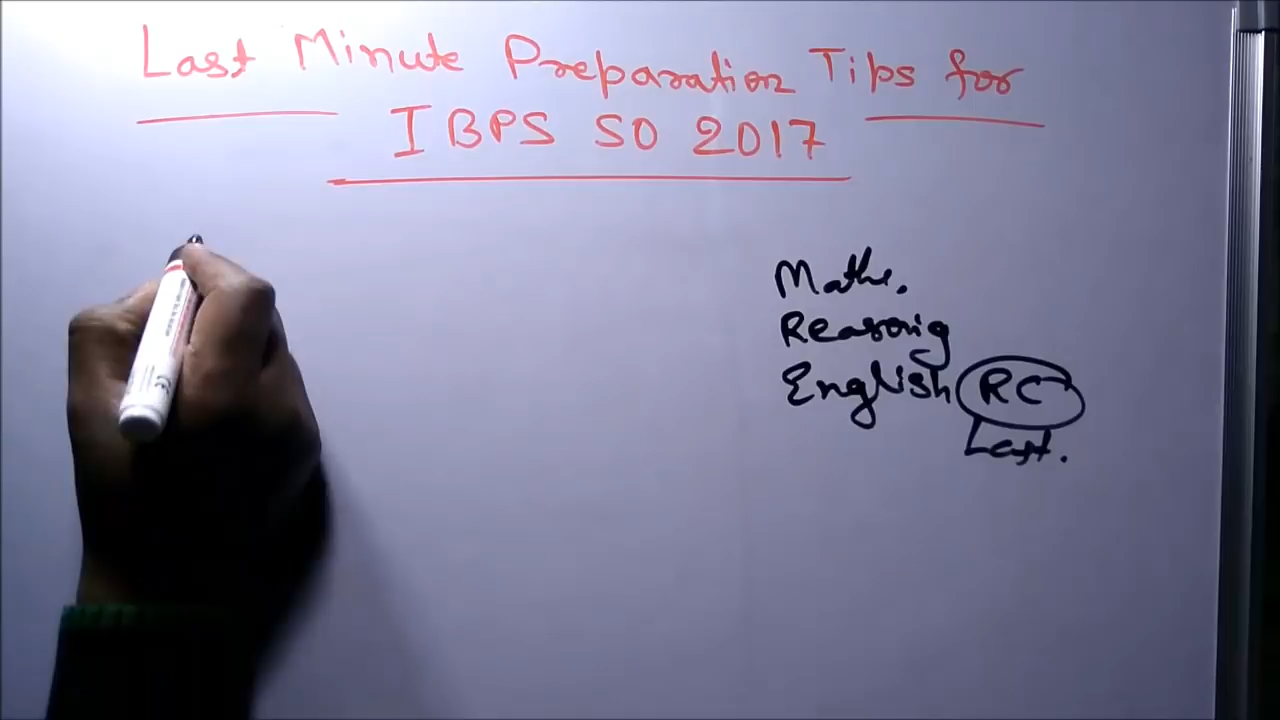 Last Minute Preparation Tips for
IBPS SO 2017
Maths.
Reasoning
English RC
Last.